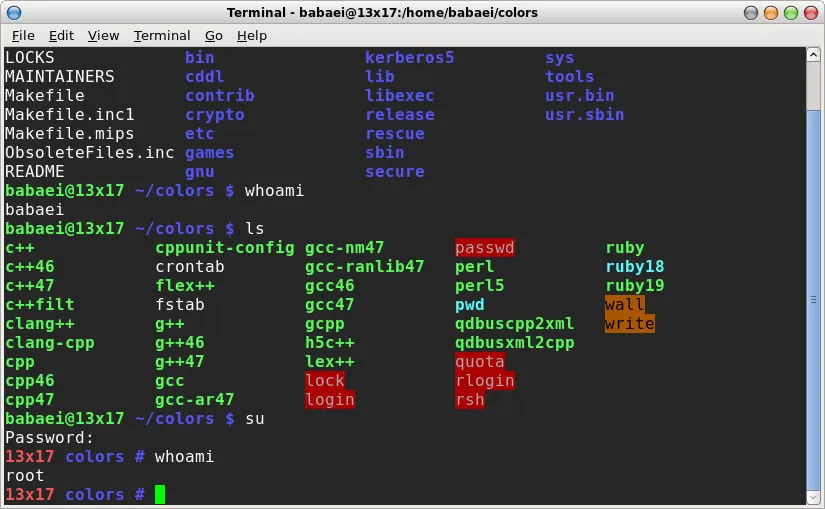 Terminal - babaei@13x17:/home/babaei/colors
File Edit View Terminal Go Help
LOCKS bin kerberos5 sys
MAINTAINERS cddl lib tools
Makefile contrib libexec usr.bin
Makefile.inc1 crypto release usr.sbin
Makefile.mips etc rescue
ObsoleteFiles.inc games sbin
README gnu secure
babaei@13x17 ~/colors $ whoami
babaei
babaei@13x17 ~/colors $ ls
c++ cppunit-config gcc-nm47 passwd ruby
c++46 crontab gcc-ranlib47 perl ruby18
c++47 flex++ gcc46 perl5 ruby19
c++filt fstab gcc47 pwd wall
clang++ g++ gcpp qdbuscpp2xml write
clang-cpp g++46 h5c++ qdbusxml2cpp
cpp g++47 lex++ quota
cpp46 gcc lock rlogin
cpp47 gcc-ar47 login rsh
babaei@13x17 ~/colors $ su
Password:
13x17 colors # whoami
root
13x17 colors #